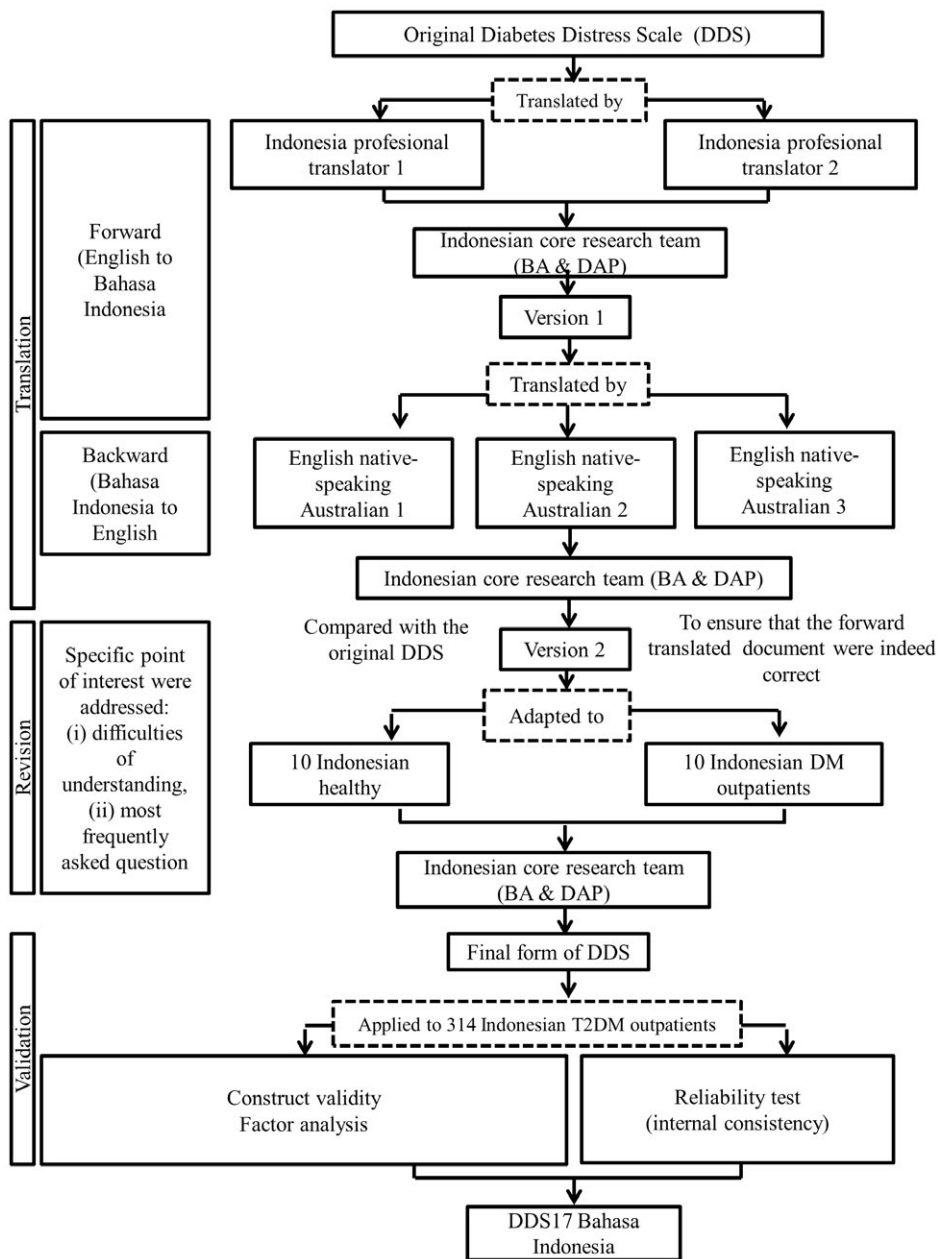 Original Diabetes Distress Scale (DDS)
Translated by
Indonesia profesional
translator 1
Indonesia profesional
translator 2
Translation
Forward
(English to
Bahasa
Indonesia
Indonesian core research team
(BA & DAP)
Version 1
Translated by
Backward
(Bahasa
Indonesia to
English
English native-
speaking
Australian 1
English
native-
speaking
Australian 2
English
native-speaking
Australian 3
Indonesian core research team (BA & DAP)
Revision
Specific point
of interest were
addressed:
(i) difficulties
of
understanding,
(ii) most
frequently
asked question
Compared with the
original DDS
Version 2
To ensure that the forward
translated document were indeed
correct
Adapted to
10 Indonesian
healthy
10 Indonesian DM
outpatients
Indonesian core research team
(BA & DAP)
Final form of DDS
Validation
Applied to 314 Indonesian T2DM outpatients
Construct validity
Factor analysis
Reliability test
(internal consistency)
DDS17 Bahasa
Indonesia